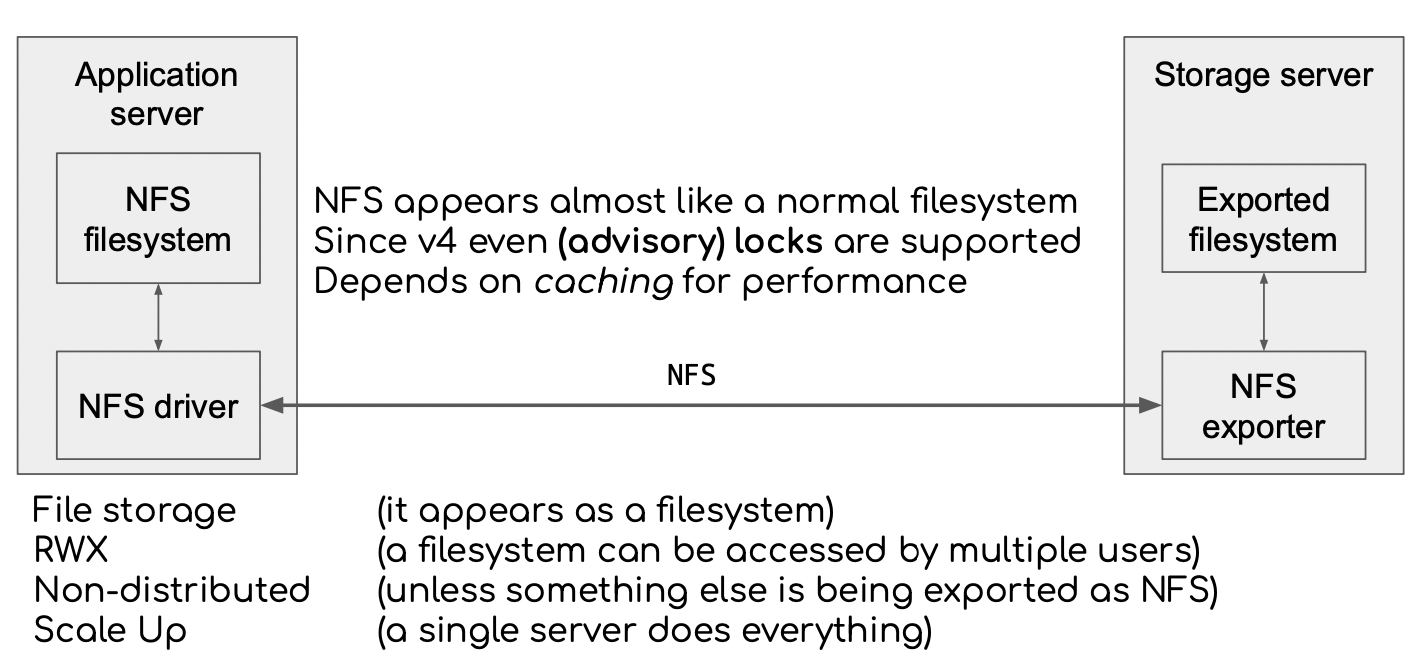 Application
server
NFS
filesystem
NFS driver
NFS appears almost like a normal filesystem
Since v4 even (advisory) locks are supported
Depends on caching for performance
NFS
Storage server
Exported
filesystem
NFS
exporter
File storage (it appears as a filesystem)
RWX (a filesystem can be accessed by multiple users)
Non-distributed (unless something else is being exported as NFS)
Scale Up (a single server does everything)